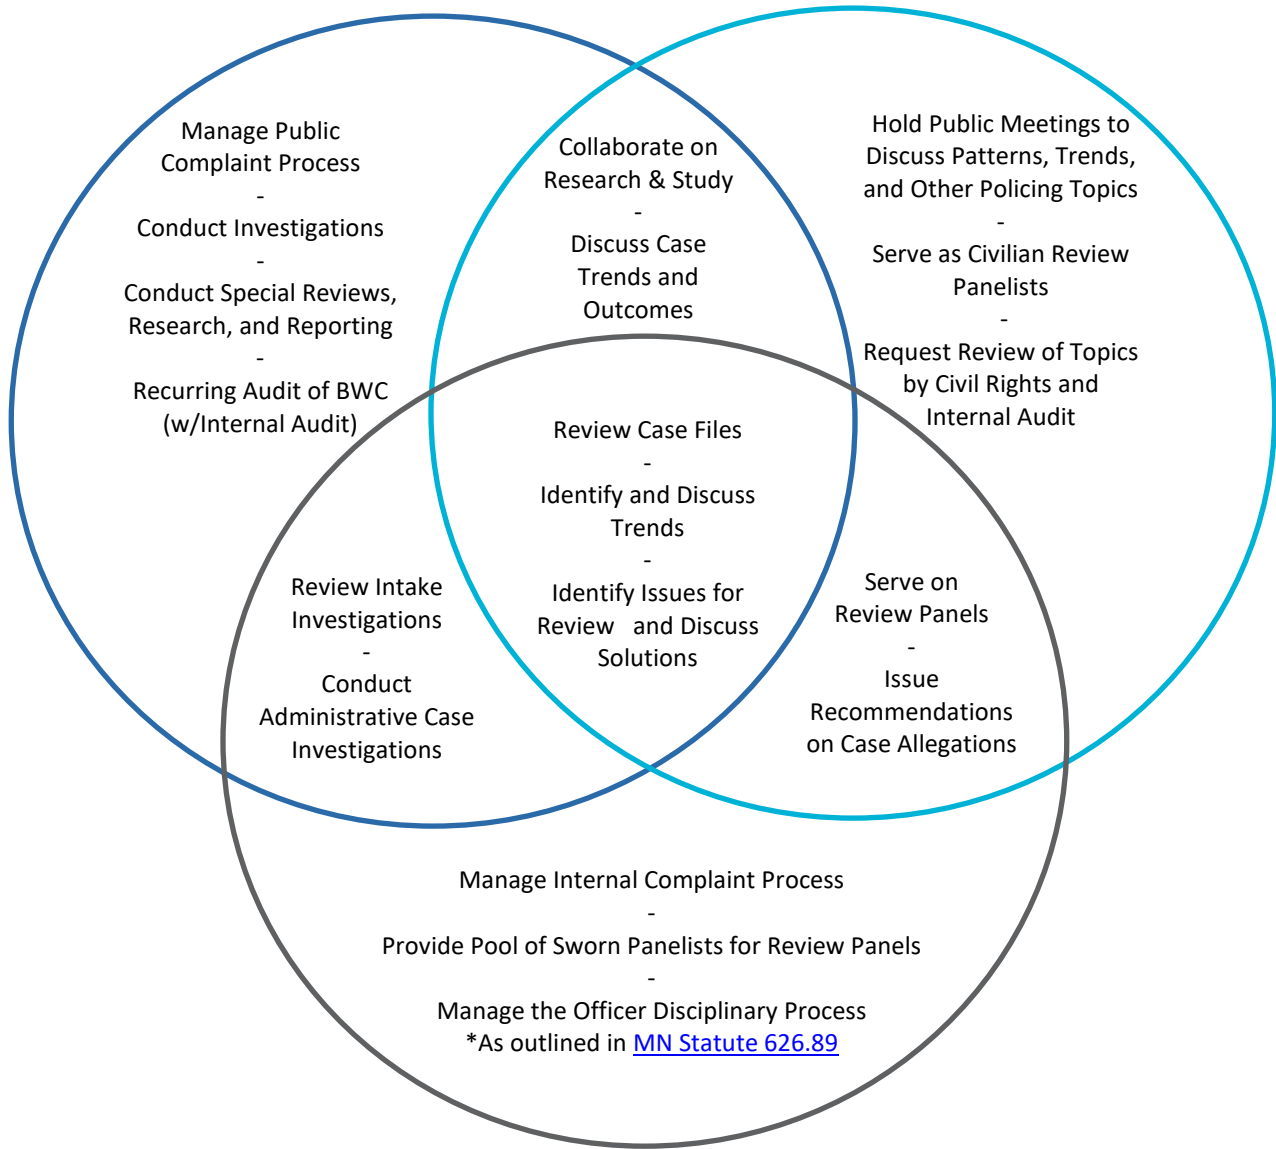 Manage Public
Complaint Process
-
Conduct Investigations
-
Conduct Special Reviews,
Research, and Reporting
-
Recurring Audit of BWC
(w/Internal Audit)
Collaborate on
Research & Study
-
Discuss Case
Trends and
Outcomes
Hold Public Meetings to
Discuss Patterns, Trends,
and Other Policing Topics
-
Serve as Civilian Review
Panelists
-
Request Review of Topics
by Civil Rights and
Internal Audit
Review Case Files
-
Identify and Discuss
Trends
-
Identify Issues for
Review and Discuss
Solutions
Review Intake
Investigations
-
Conduct
Administrative Case
Investigations
Serve on
Review Panels
-
Issue
Recommendations
on Case Allegations
Manage Internal Complaint Process
-
Provide Pool of Sworn Panelists for Review Panels
-
Manage the Officer Disciplinary Process
*As outlined in MN Statute 626.89